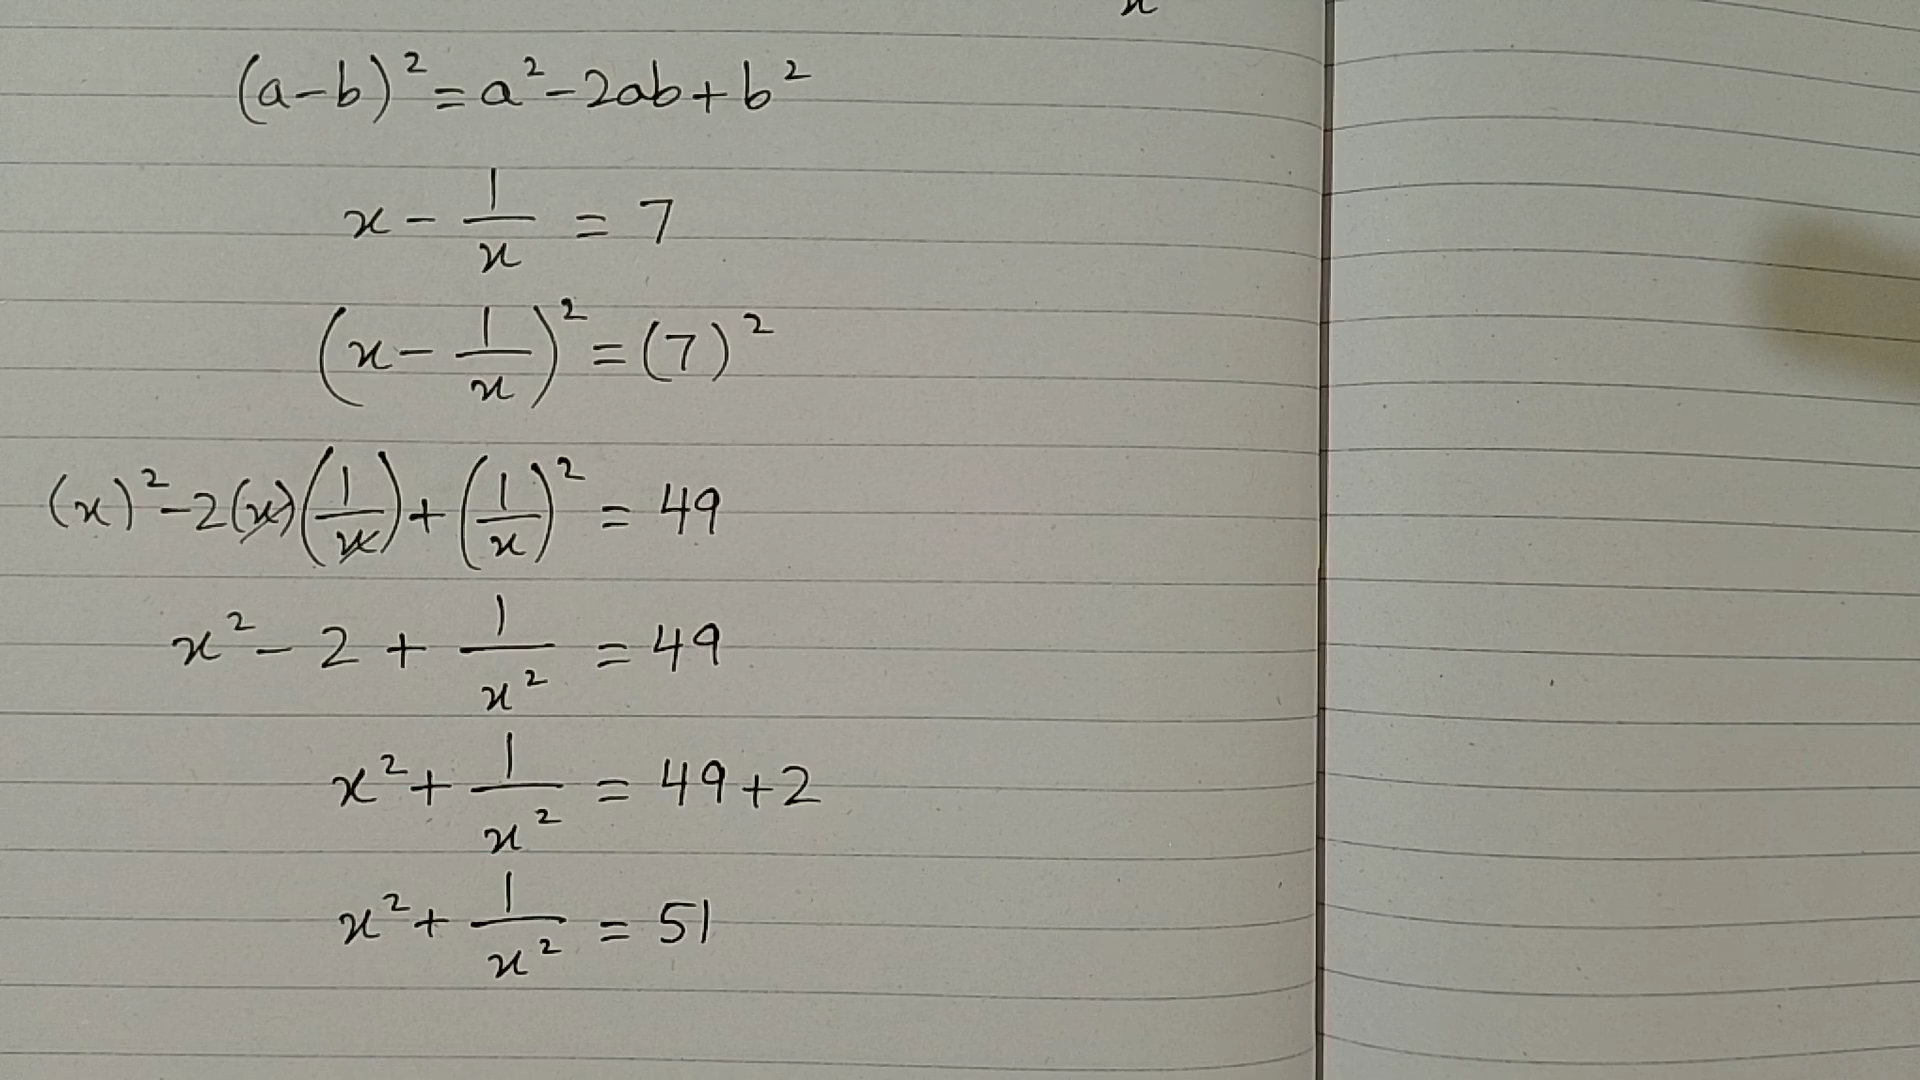 x
(a-b)² = a² - 2ab + b²
x - 1/x = 7
(x - 1/x)² = (7)²
(x)² - 2(x)(1/x) + (1/x)² = 49
x² - 2 + 1/x² = 49
x² + 1/x² = 49 + 2
x² + 1/x² = 51